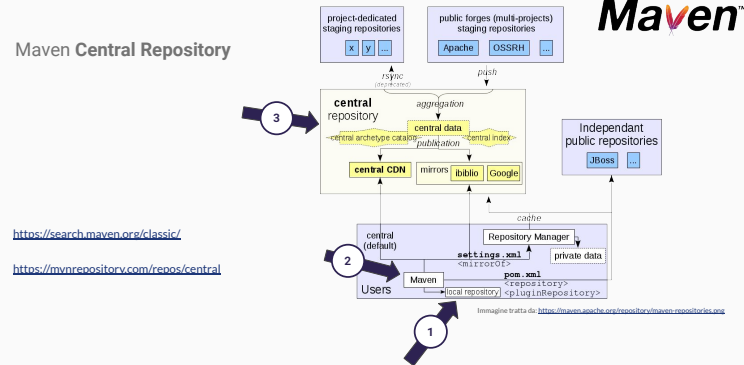 Maven™
Maven Central Repository
project-dedicated
staging repositories
x y ...
public forges (multi-projects)
staging repositories
Apache OSSRH ...
rsync
(deprecated)
push
central
repository
aggregation
central data
central archetype catalog
central index
publication
central CDN
mirrors ibiblio Google
Independant
public repositories
JBoss ...
3
https://search.maven.org/classic/
https://mvnrepository.com/repos/central
cache
central
(default)
Repository Manager
private data
settings.xml
<mirrorOf>
2
Maven
pom.xml
<repository>
<pluginRepository>
Users
local repository
Immagine tratta da: https://maven.apache.org/repository/maven-repositories.png
1